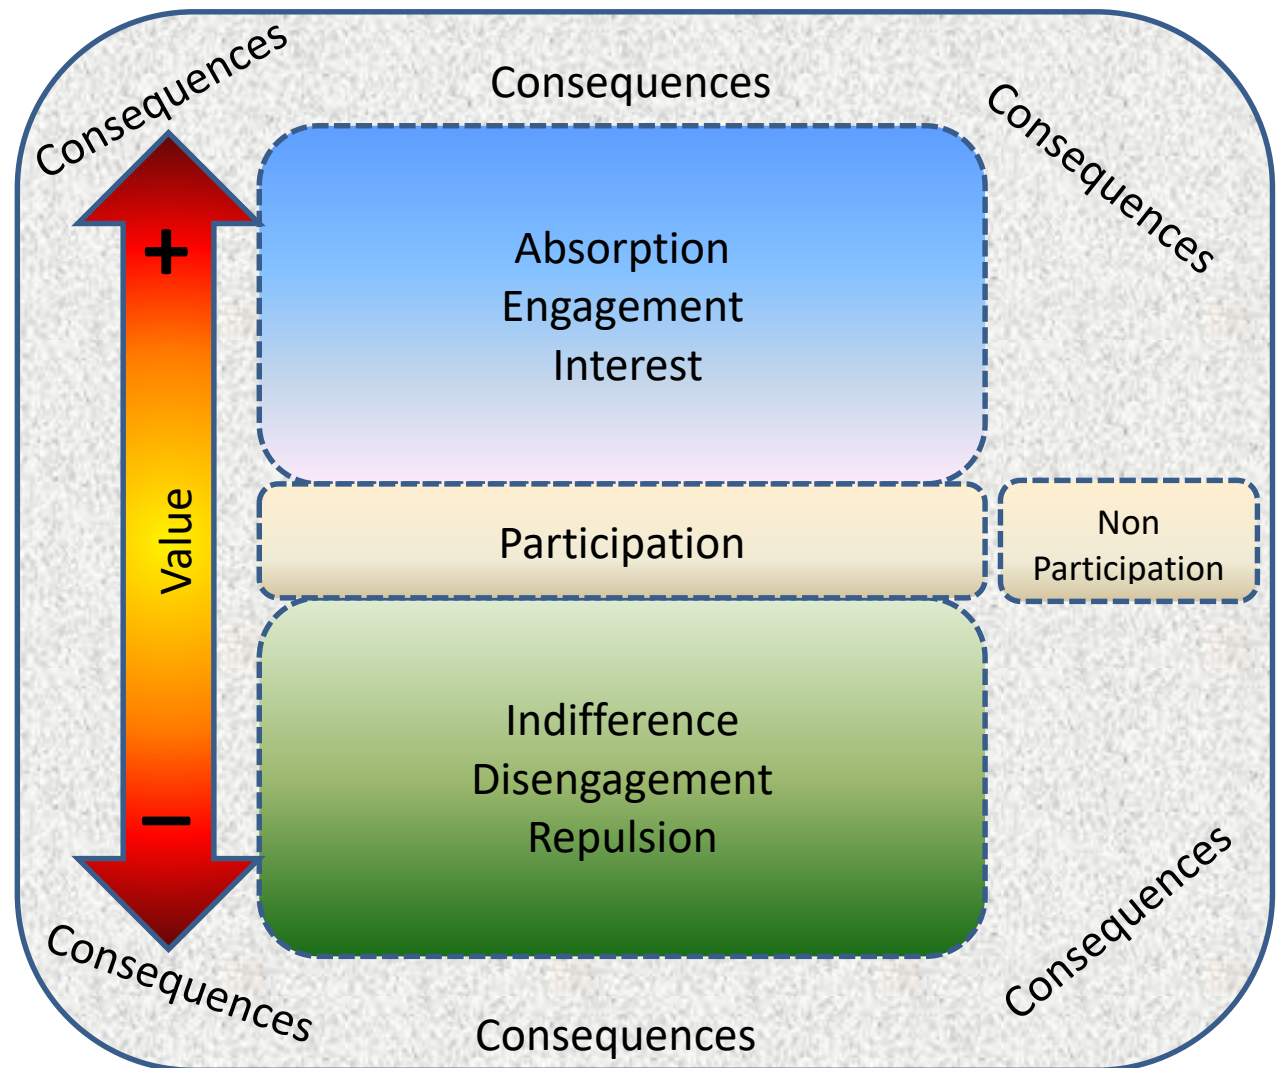 Consequences
Consequences
Consequences
+
Absorption
Engagement
Interest
Value
Participation
Non
Participation
Indifference
Disengagement
Repulsion
–
Consequences
Consequences
Consequences